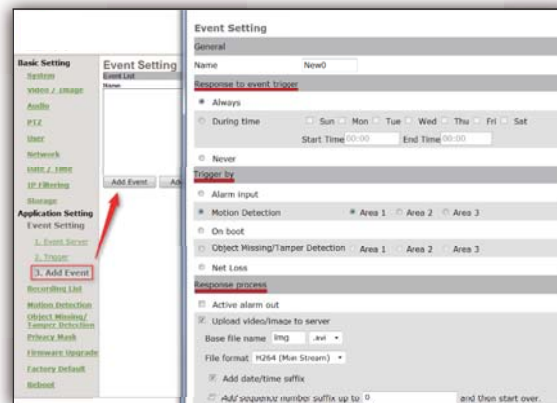 Basic Setting
System
Video / Image
Audio
PTZ
User
Network
Date / Time
IP Filtering
Storage
Application Setting
Event Setting
1. Event Server
2. Trigger
3. Add Event
Recording List
Motion Detection
Object Missing/
Tamper Detection
Privacy Mask
Firmware Upgrade
Factory Default
Reboot
Event Setting
Event List
Name
Add Event
Event Setting
General
Name New0
Response to event trigger
Always
During time Sun Mon Tue Wed Thu Fri Sat
Start Time 00:00 End Time 00:00
Never
Trigger by
Alarm input
Motion Detection Area 1 Area 2 Area 3
On boot
Object Missing/Tamper Detection Area 1 Area 2 Area 3
Net Loss
Response process
Active alarm out
Upload video/image to server
Base file name img .avi
File format H264 (Main Stream)
Add date/time suffix
Add sequence number suffix up to 0 and then start over.